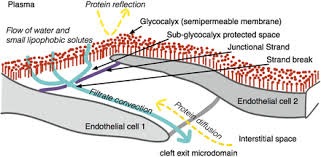 Plasma
Protein reflection
Glycocalyx (semipermeable membrane)
Flow of water and
small lipophobic solutes
Sub-glycocalyx protected space
Junctional Strand
Strand break
Filtrate convection
Protein diffusion
Endothelial cell 2
Endothelial cell 1
Interstitial space
cleft exit microdomain